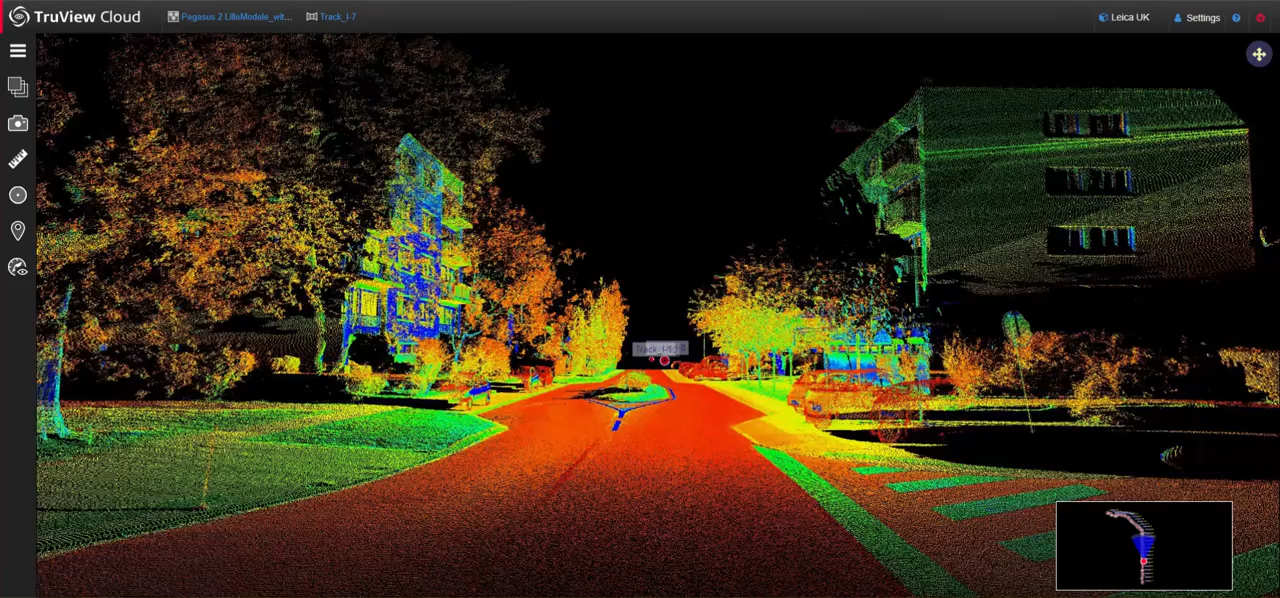 TruView Cloud
Pegasus 2 LilleModele_wit...
Track_I-7
Leica UK
Settings
?